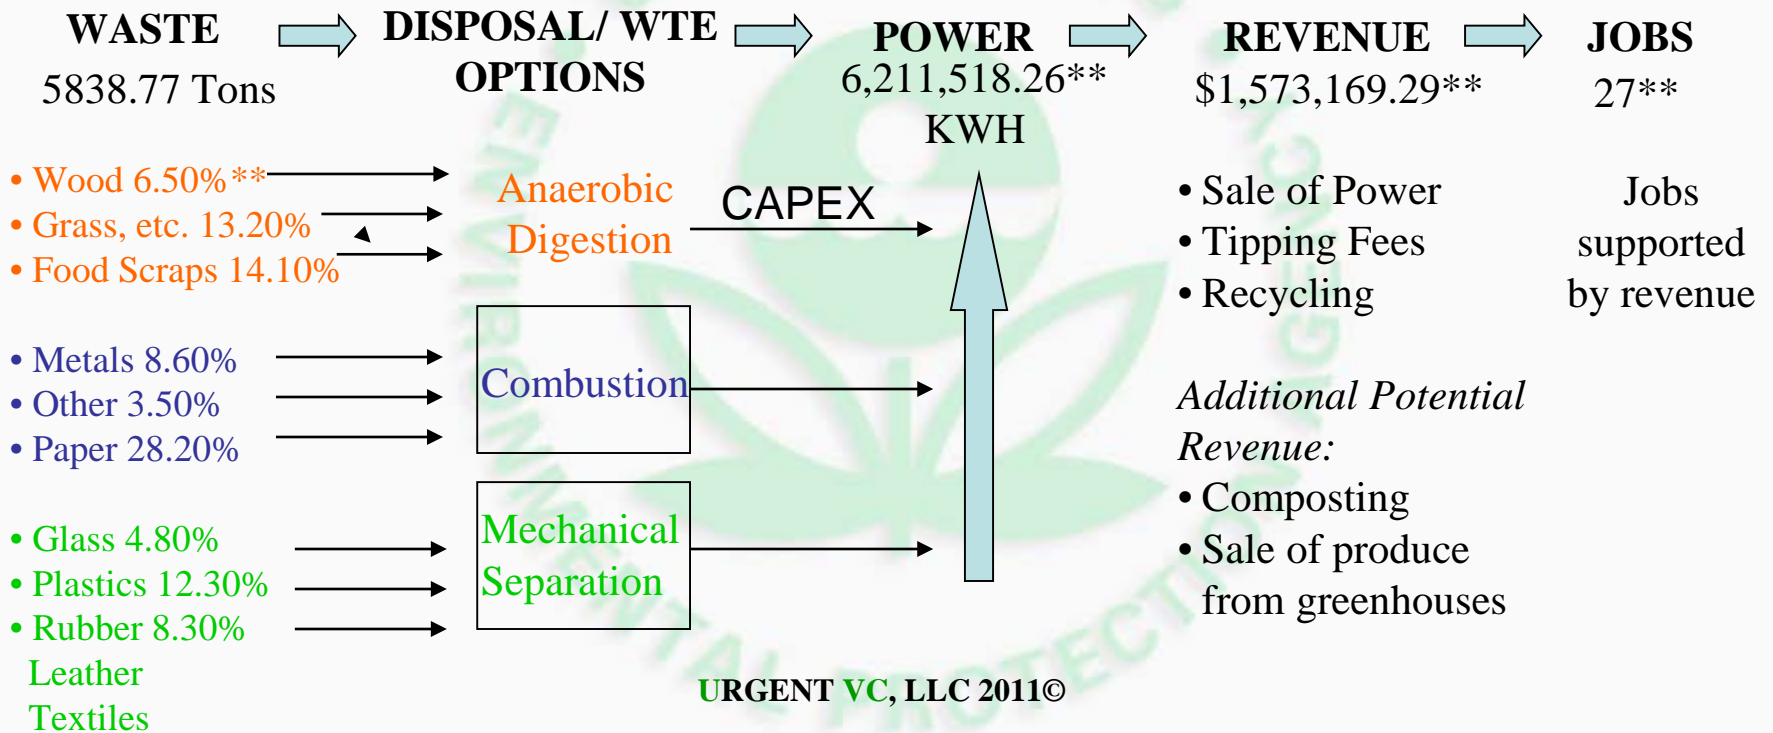 WASTE
5838.77 Tons
DISPOSAL/ WTE
OPTIONS
POWER
6,211,518.26**
KWH
REVENUE
$1,573,169.29**
JOBS
27**
• Wood 6.50%**
• Grass, etc. 13.20%
• Food Scraps 14.10%
Anaerobic
Digestion
CAPEX
• Metals 8.60%
• Other 3.50%
• Paper 28.20%
Combustion
• Glass 4.80%
• Plastics 12.30%
• Rubber 8.30%
Leather
Textiles
Mechanical
Separation
• Sale of Power
• Tipping Fees
• Recycling
Additional Potential
Revenue:
• Composting
• Sale of produce
from greenhouses
Jobs
supported
by revenue
URGENT VC, LLC 2011©
ENVIRONMENTAL PROTECTION AGENCY